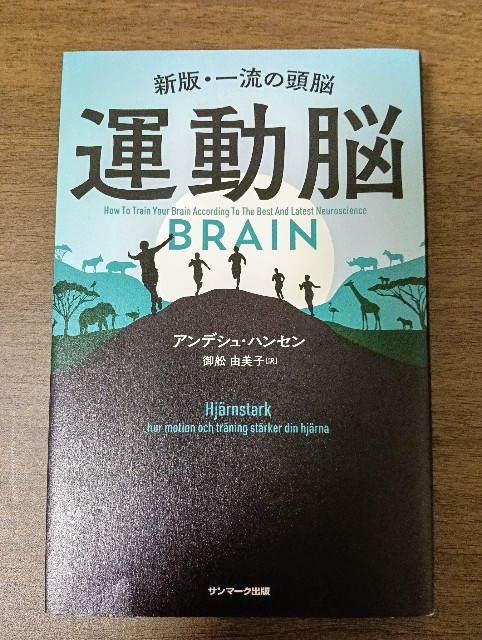 新版・一流の頭脳
運動脳
How To Train Your Brain According To The Best And Latest Neuroscience
BRAIN
アンデシュ・ハンセン
御舩 由美子[訳]
Hjärnstark
hur motion och träning stärker din hjärna
サンマーク出版